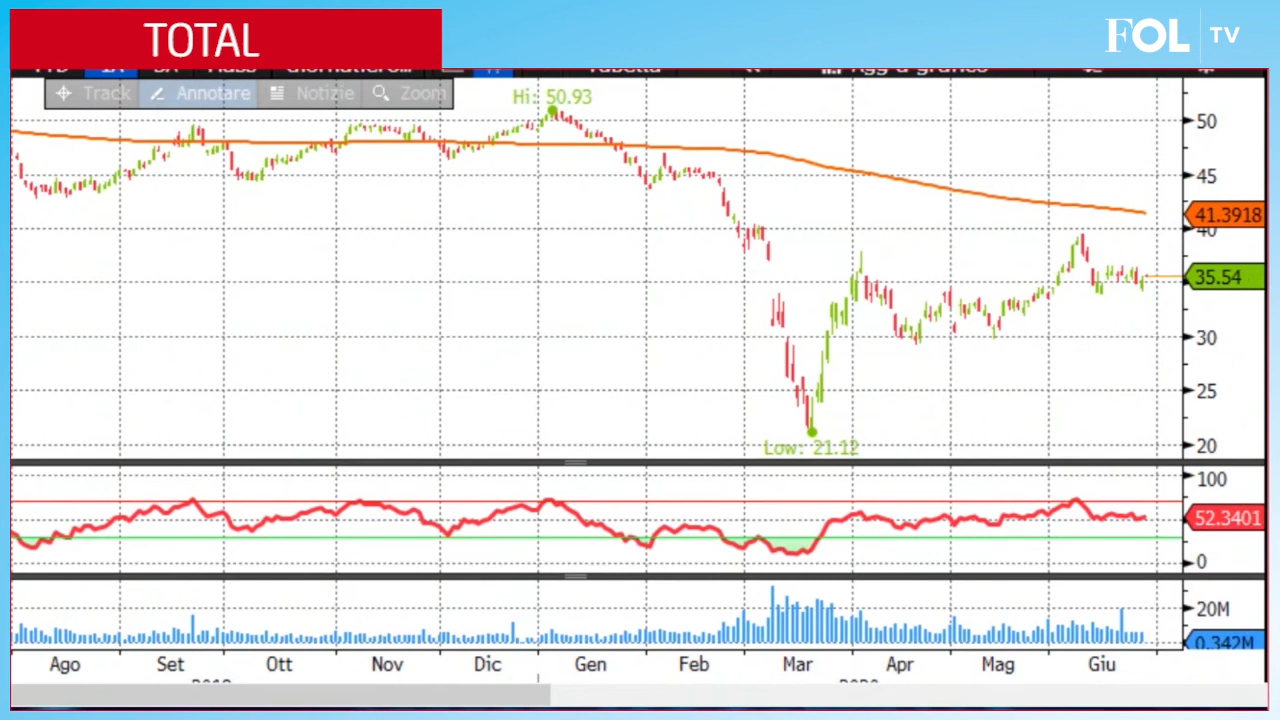 TOTAL
FOL TV
Track Annotare Notizie Zoom
Hi: 50.93
50
45
41.3918
40
35.54
30
25
Low: 21.12
20
100
52.3401
0
20M
0.342M
Ago Set Ott Nov Dic Gen Feb Mar Apr Mag Giu